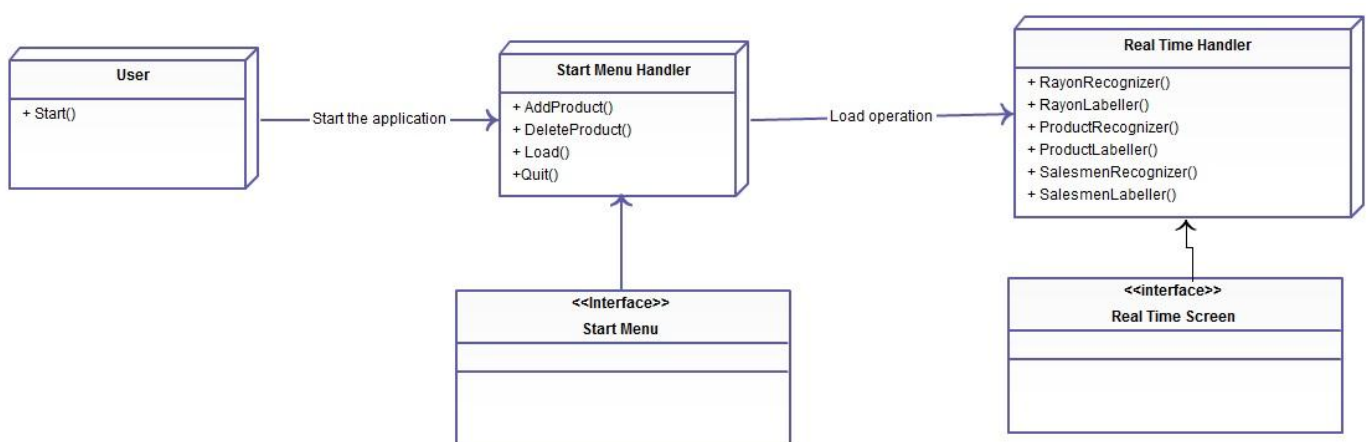 User
+ Start()
Start the application
Start Menu Handler
+ AddProduct()
+ DeleteProduct()
+ Load()
+Quit()
Load operation
Real Time Handler
+ RayonRecognizer()
+ RayonLabeller()
+ ProductRecognizer()
+ ProductLabeller()
+ SalesmenRecognizer()
+ SalesmenLabeller()
<<Interface>>
Start Menu
<<interface>>
Real Time Screen